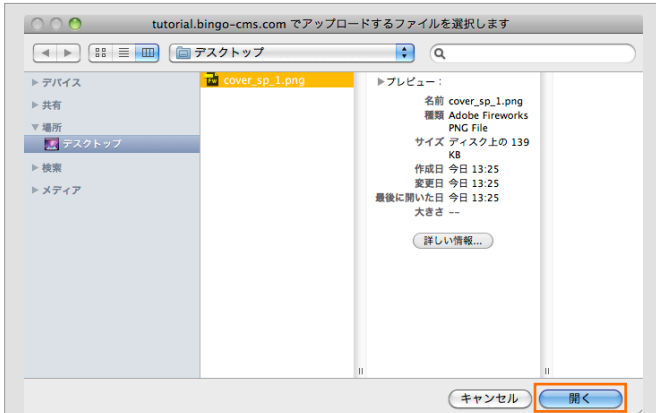 tutorial.bingo-cms.com でアップロードするファイルを選択します
デスクトップ
デバイス
共有
場所
デスクトップ
検索
メディア
cover_sp_1.png
プレビュー：
名前 cover_sp_1.png
種類 Adobe Fireworks
PNG File
サイズ ディスク上の 139
KB
作成日 今日 13:25
変更日 今日 13:25
最後に開いた日 今日 13:25
大きさ --
詳しい情報...
キャンセル
開く